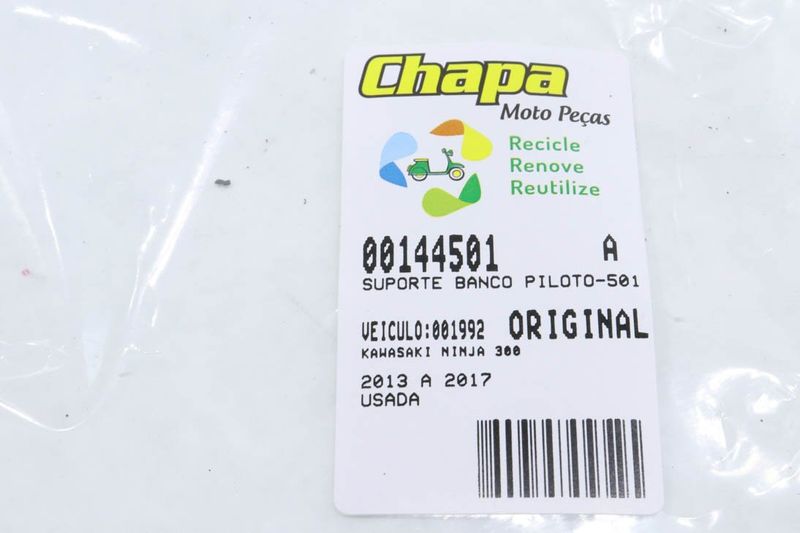 Chapa
Moto Peças
Recicle
Renove
Reutilize
00144501 A
SUPORTE BANCO PILOTO-501
VEICULO:001992 ORIGINAL
KAWASAKI NINJA 300
2013 A 2017
USADA